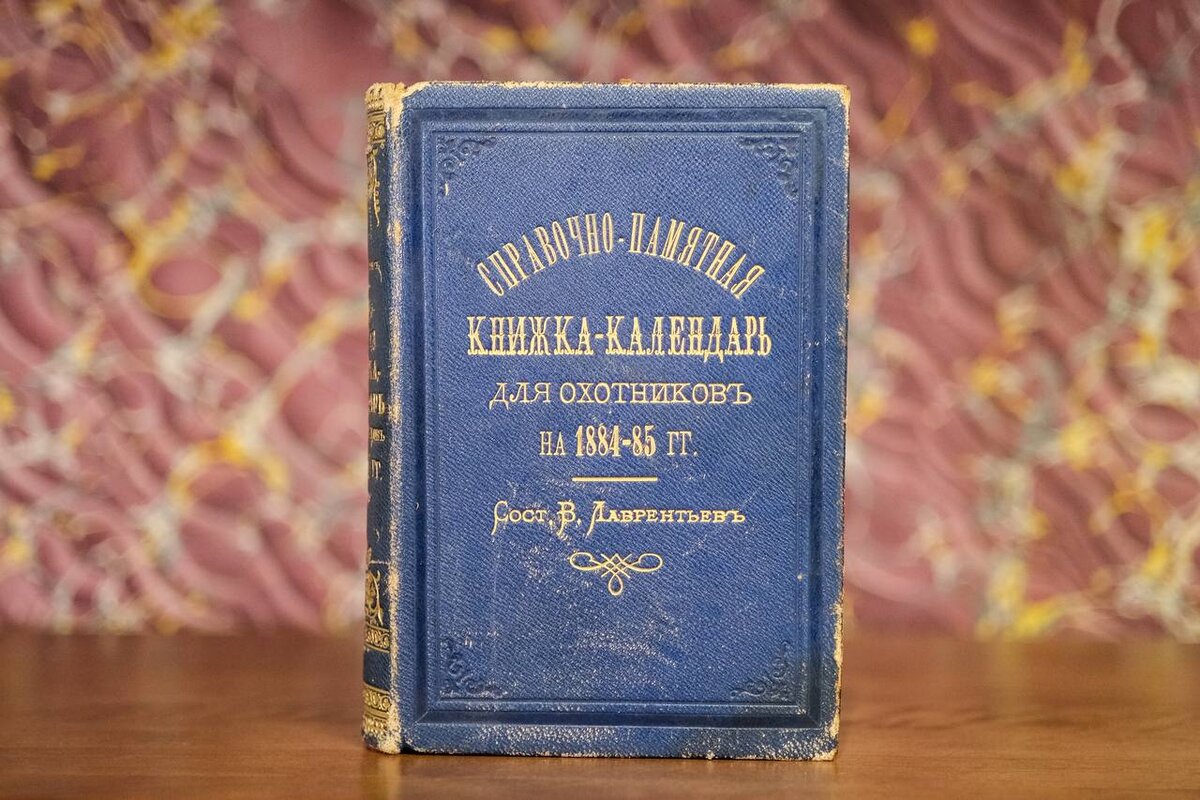 СПРАВОЧНО-ПАМЯТНАЯ
КНИЖКА-КАЛЕНДАРЬ
ДЛЯ ОХОТНИКОВЪ
НА 1884-85 ГГ.
Сост. В. Лаврентьевъ